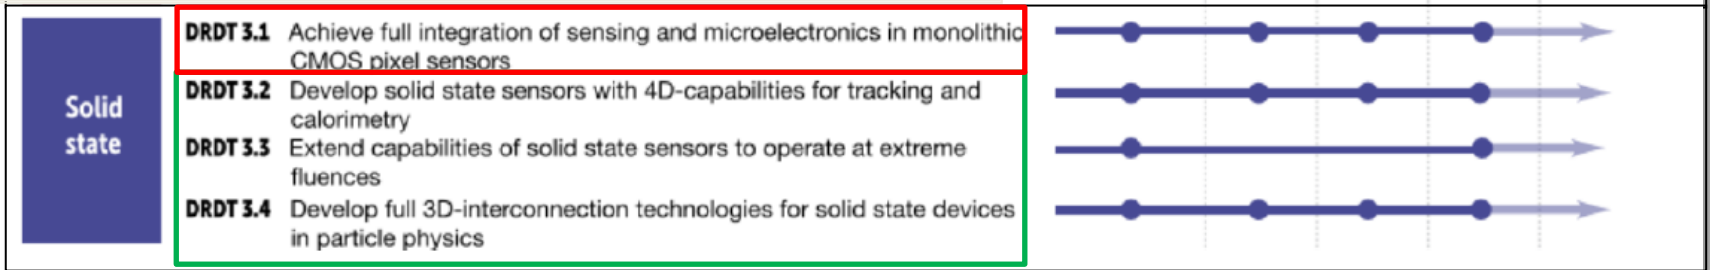 Solid
state
DRDT 3.1 Achieve full integration of sensing and microelectronics in monolithic
CMOS pixel sensors
DRDT 3.2 Develop solid state sensors with 4D-capabilities for tracking and
calorimetry
DRDT 3.3 Extend capabilities of solid state sensors to operate at extreme
fluences
DRDT 3.4 Develop full 3D-interconnection technologies for solid state devices
in particle physics